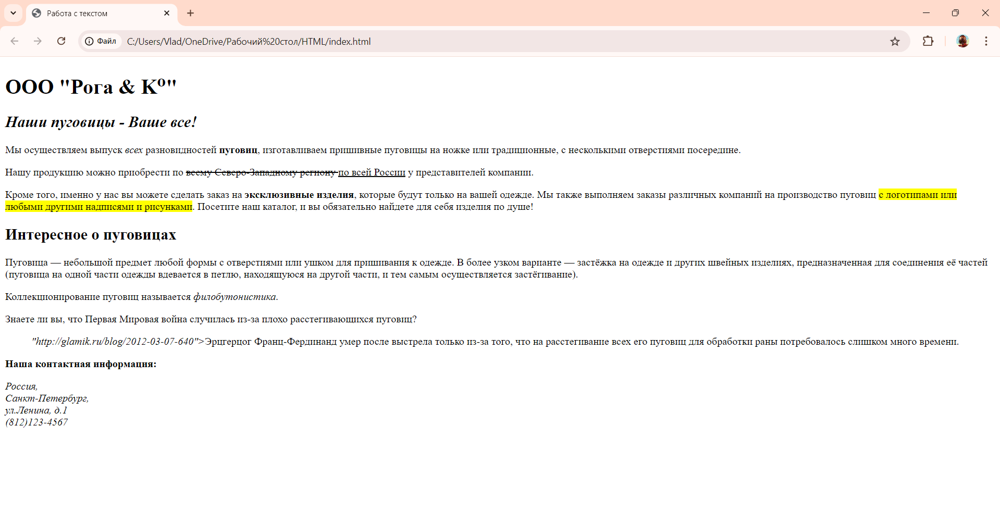 Работа с текстом
Файл
C:/Users/Vlad/OneDrive/Рабочий%20стол/HTML/index.html
ООО "Рога & Kº"
Наши пуговицы - Ваше все!
Мы осуществляем выпуск всех разновидностей пуговиц, изготавливаем пришивные пуговицы на ножке или традиционные, с несколькими отверстиями посередине.
Нашу продукцию можно приобрести по всему Северо-Западному региону по всей России у представителей компании.
Кроме того, именно у нас вы можете сделать заказ на эксклюзивные изделия, которые будут только на вашей одежде. Мы также выполняем заказы различных компаний на производство пуговиц с логотипами или
любыми другими надписями и рисунками. Посетите наш каталог, и вы обязательно найдете для себя изделия по душе!
Интересное о пуговицах
Пуговица — небольшой предмет любой формы с отверстиями или ушком для пришивания к одежде. В более узком варианте — застёжка на одежде и других швейных изделиях, предназначенная для соединения её частей
(пуговица на одной части одежды вдевается в петлю, находящуюся на другой части, и тем самым осуществляется застёгивание).
Коллекционирование пуговиц называется филобутонистика.
Знаете ли вы, что Первая Мировая война случилась из-за плохо расстегивающихся пуговиц?
"http://glamik.ru/blog/2012-03-07-640">Эрцгерцог Франц-Фердинанд умер после выстрела только из-за того, что на расстегивание всех его пуговиц для обработки раны потребовалось слишком много времени.
Наша контактная информация:
Россия,
Санкт-Петербург,
ул.Ленина, д.1
(812)123-4567